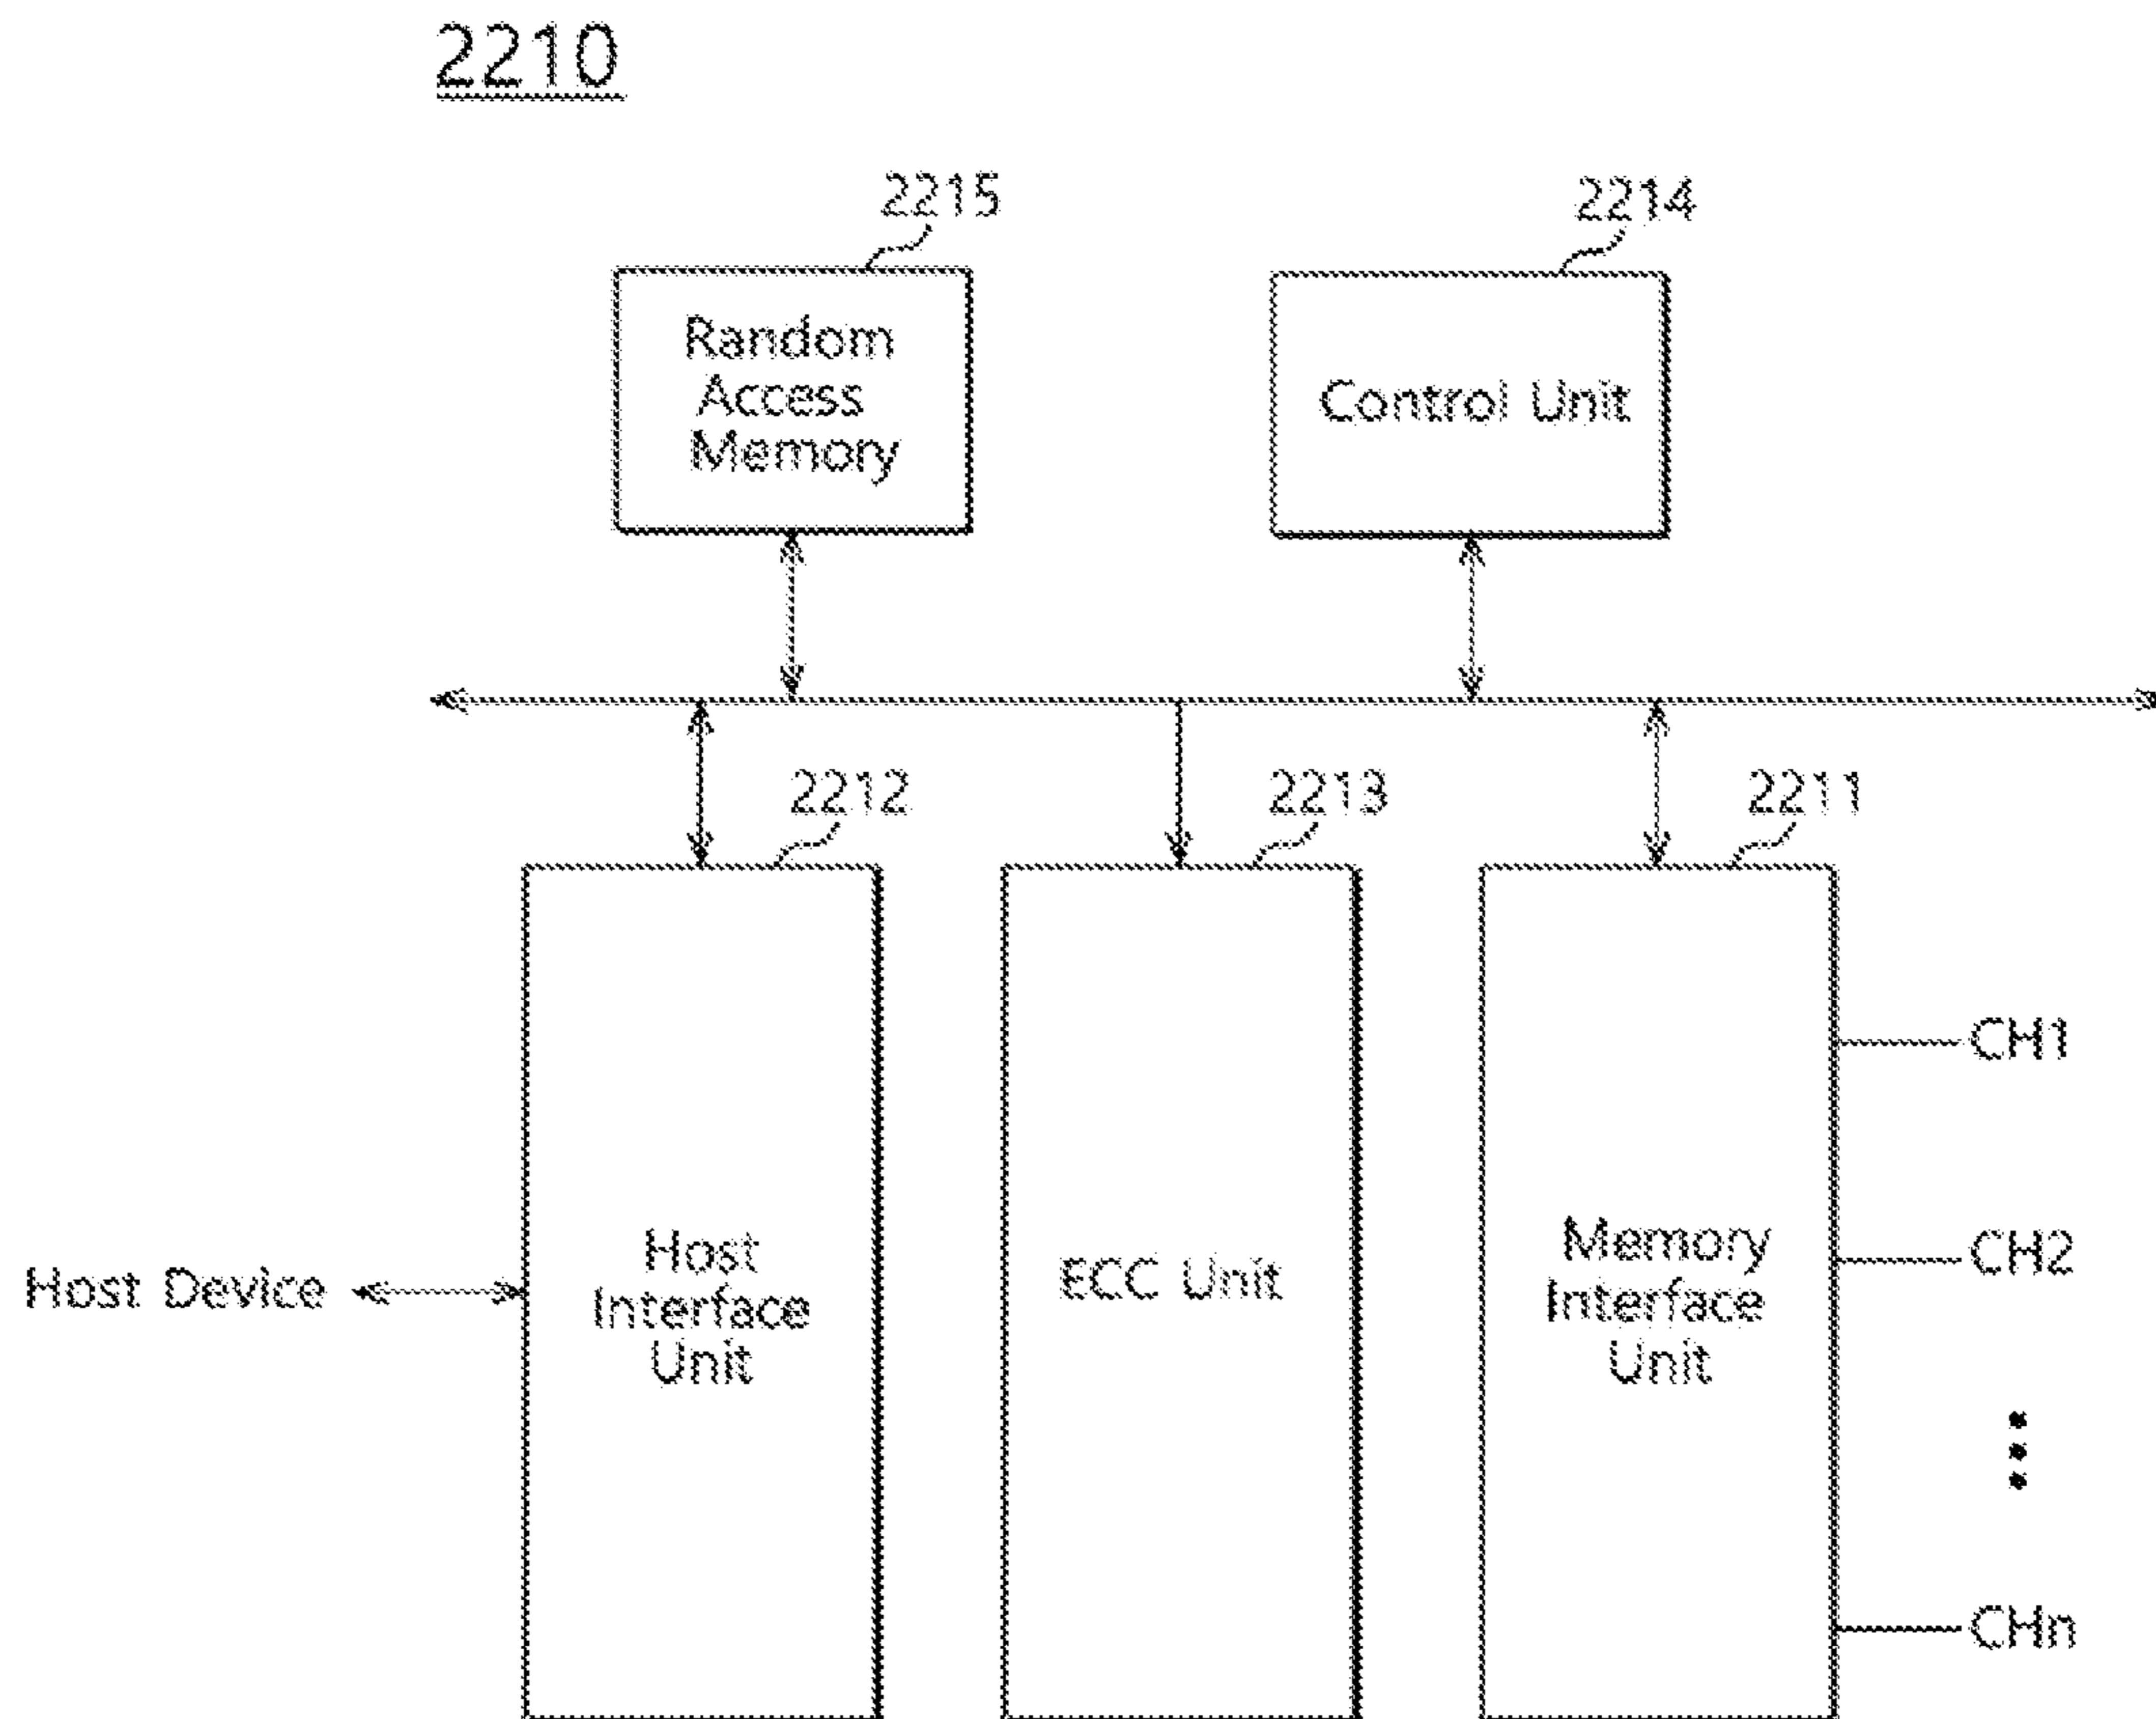 2210
2215
2214
Random
Access
Memory
Control Unit
2212
2213
2211
CH1
Host Device
Host
Interface
Unit
ECC Unit
Memory
Interface
Unit
CH2
CHn